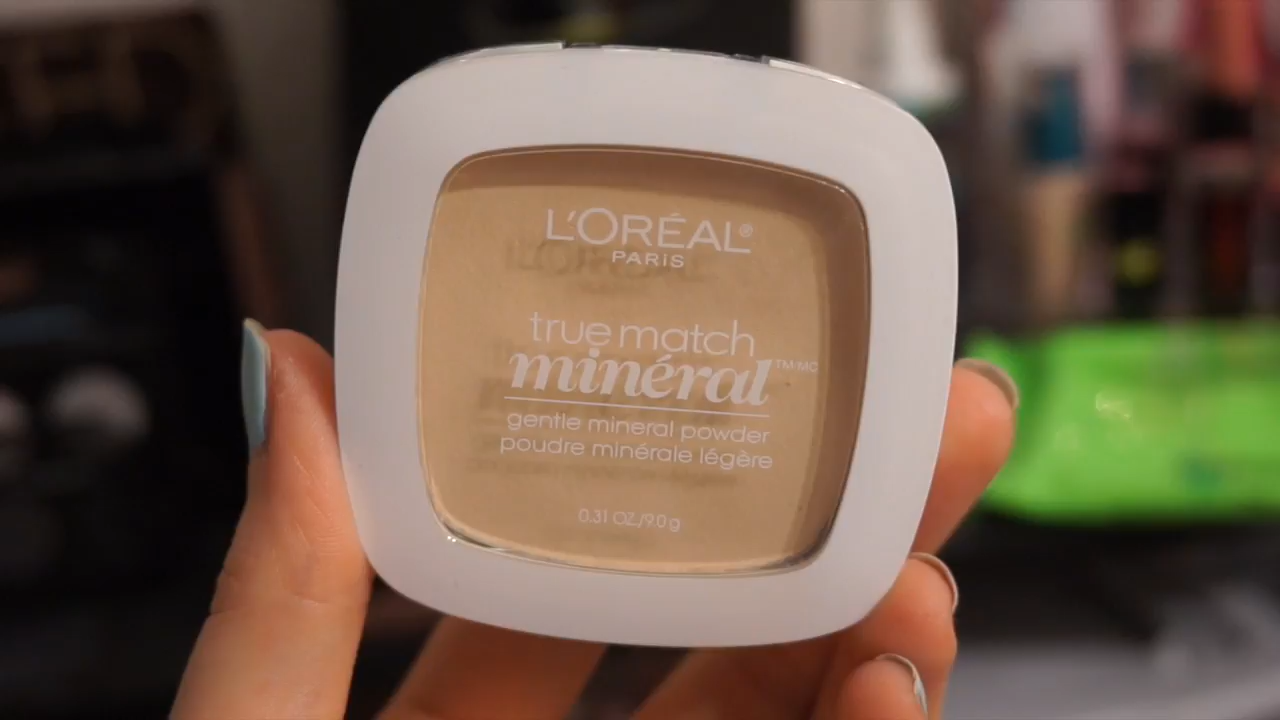 L'ORÉAL®
PARIS
true match
minéral TM/MC
gentle mineral powder
poudre minérale légère
0.31 OZ./9.0 g